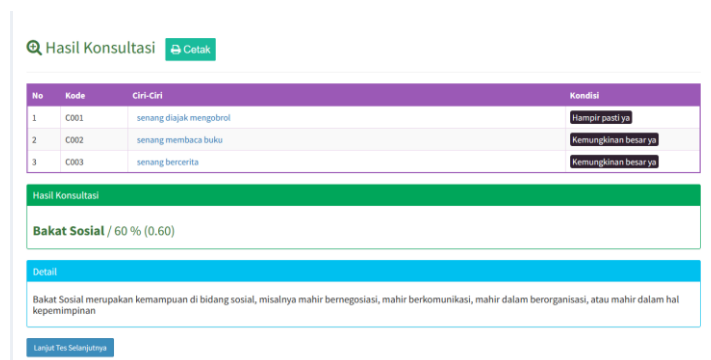 Hasil Konsultasi Cetak
No Kode Ciri-Ciri Kondisi
1 C001 senang diajak mengobrol Hampir pasti ya
2 C002 senang membaca buku Kemungkinan besar ya
3 C003 senang bercerita Kemungkinan besar ya
Hasil Konsultasi
Bakat Sosial / 60 % (0.60)
Detail
Bakat Sosial merupakan kemampuan di bidang sosial, misalnya mahir bernegosiasi, mahir berkomunikasi, mahir dalam berorganisasi, atau mahir dalam hal
kepemimpinan
Lanjut Tes Selanjutnya